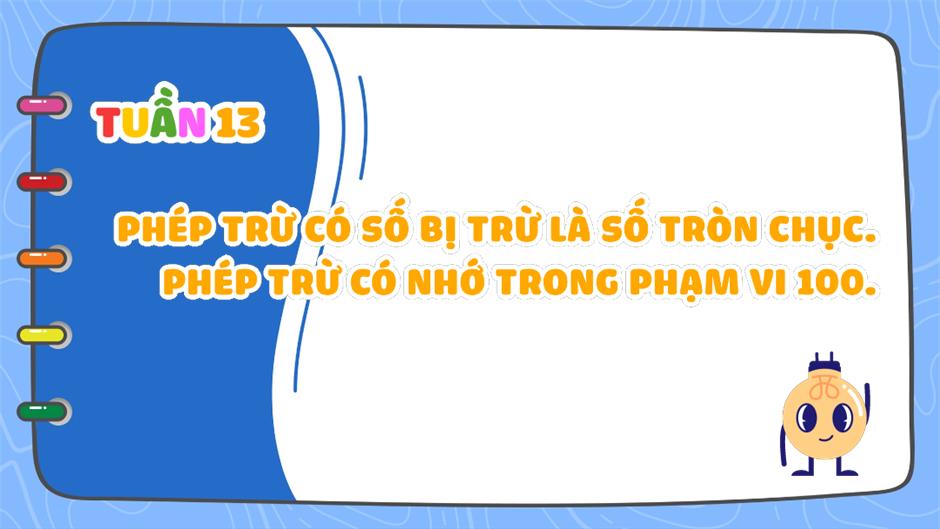 TUẦN 13
PHÉP TRỪ CÓ SỐ BỊ TRỪ LÀ SỐ TRÒN CHỤC.
PHÉP TRỪ CÓ NHỚ TRONG PHẠM VI 100.